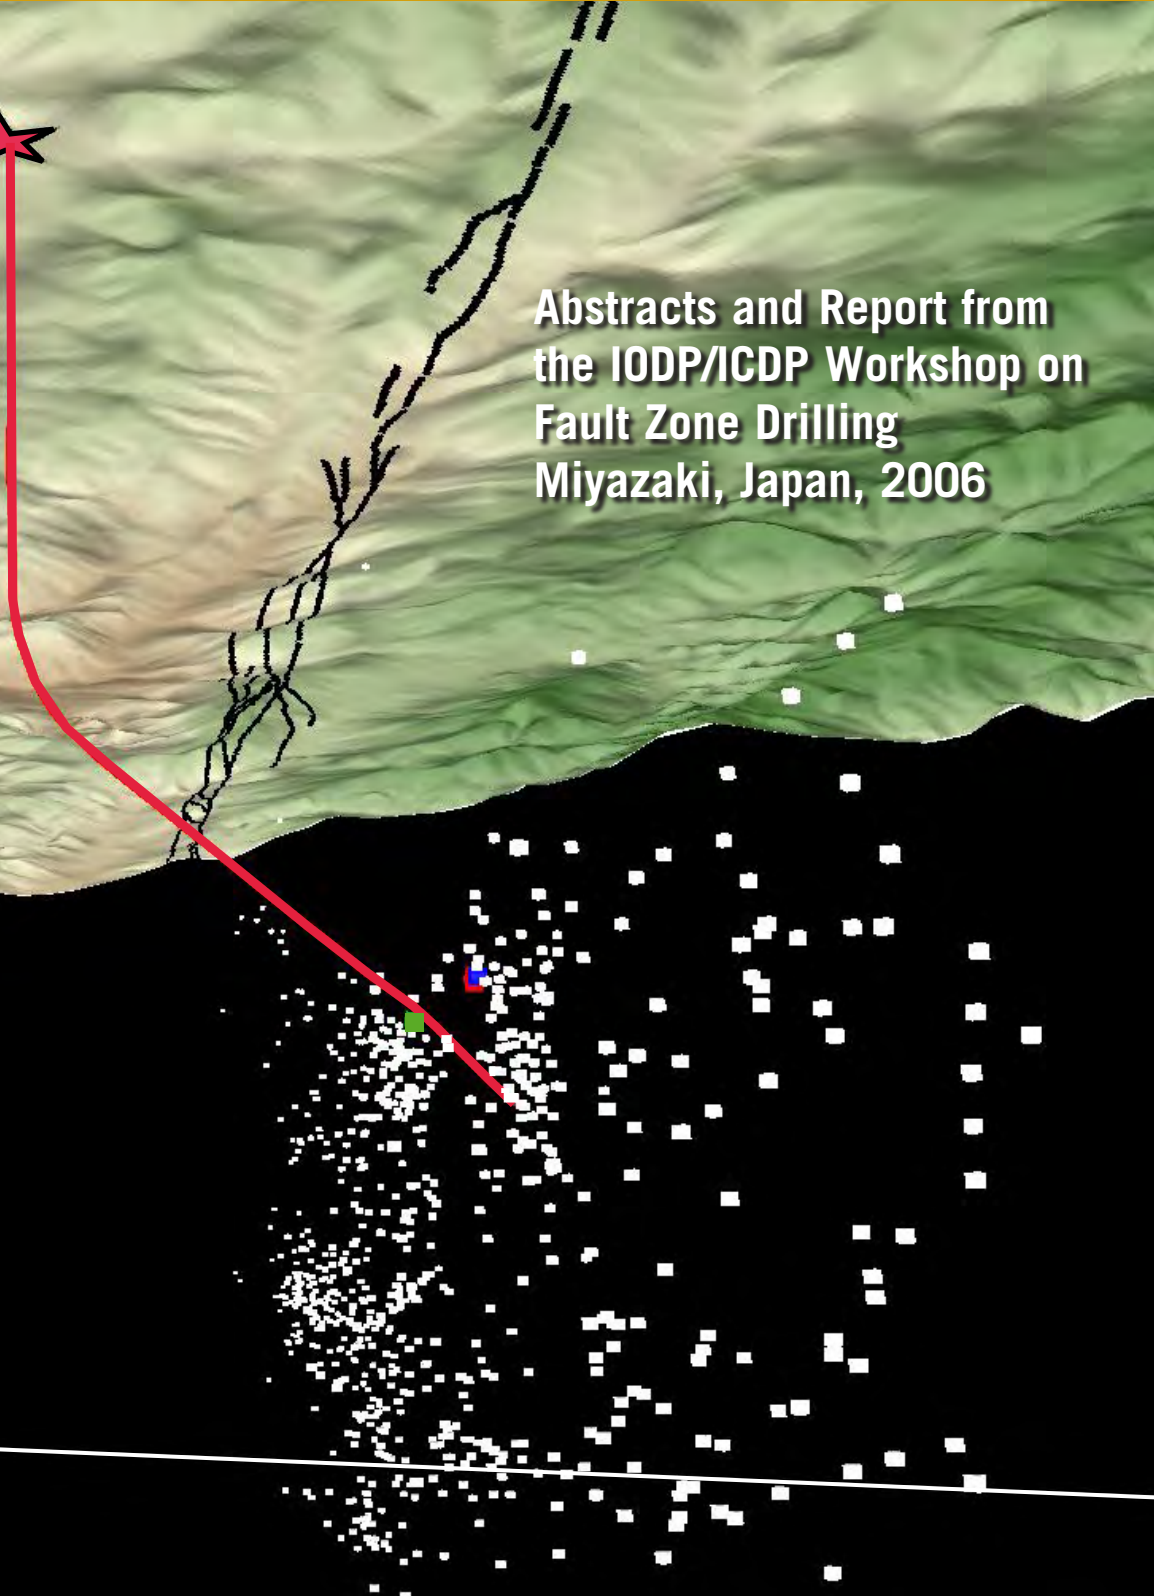 Abstracts and Report from
the IODP/ICDP Workshop on
Fault Zone Drilling
Miyazaki, Japan, 2006